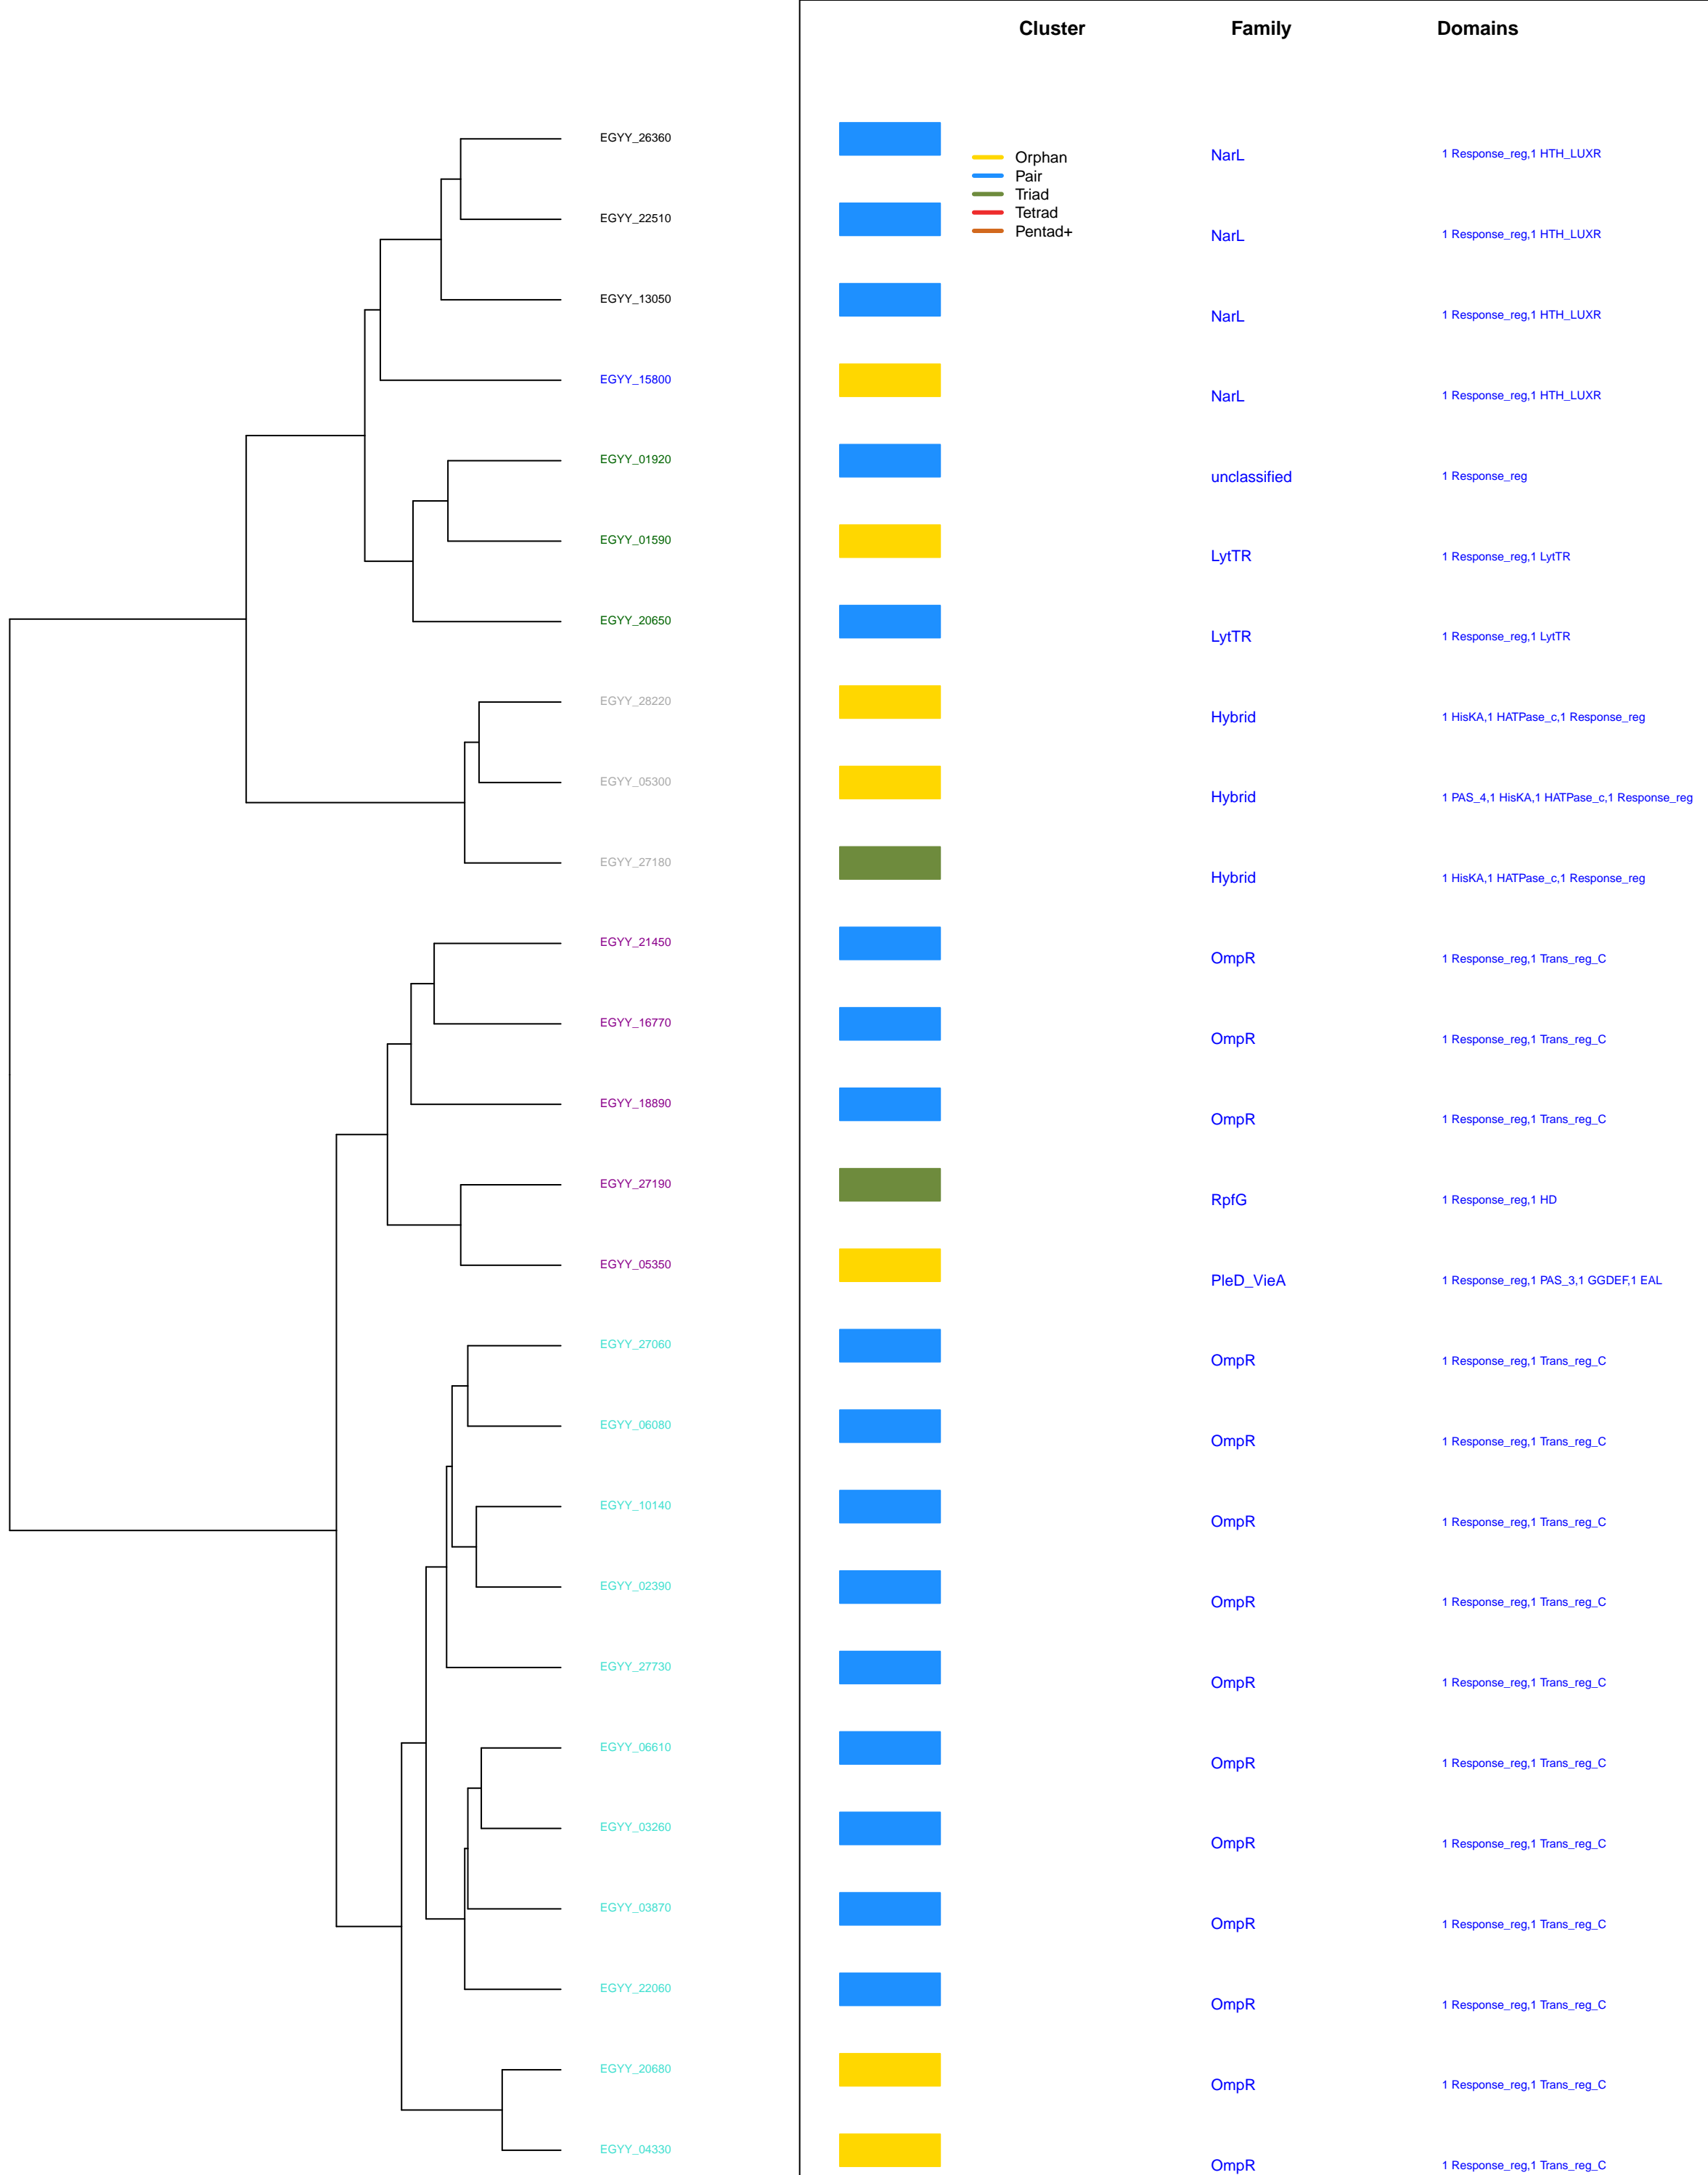 Cluster Family Domains
EGYY_26360
Orphan
NarL 1 Response_reg,1 HTH_LUXR
Pair
Triad
EGYY_22510
Tetrad
Pentad+
NarL 1 Response_reg,1 HTH_LUXR
EGYY_13050
NarL 1 Response_reg,1 HTH_LUXR
EGYY_15800
NarL 1 Response_reg,1 HTH_LUXR
EGYY_01920
unclassified 1 Response_reg
EGYY_01590
LytTR 1 Response_reg,1 LytTR
EGYY_20650
LytTR 1 Response_reg,1 LytTR
EGYY_28220
Hybrid 1 HisKA,1 HATPase_c,1 Response_reg
EGYY_05300
Hybrid 1 PAS_4,1 HisKA,1 HATPase_c,1 Response_reg
EGYY_27180
Hybrid 1 HisKA,1 HATPase_c,1 Response_reg
EGYY_21450
OmpR 1 Response_reg,1 Trans_reg_C
EGYY_16770
OmpR 1 Response_reg,1 Trans_reg_C
EGYY_18890
OmpR 1 Response_reg,1 Trans_reg_C
EGYY_27190
RpfG 1 Response_reg,1 HD
EGYY_05350
PleD_VieA 1 Response_reg,1 PAS_3,1 GGDEF,1 EAL
EGYY_27060
OmpR 1 Response_reg,1 Trans_reg_C
EGYY_06080
OmpR 1 Response_reg,1 Trans_reg_C
EGYY_10140
OmpR 1 Response_reg,1 Trans_reg_C
EGYY_02390
OmpR 1 Response_reg,1 Trans_reg_C
EGYY_27730
OmpR 1 Response_reg,1 Trans_reg_C
EGYY_06610
OmpR 1 Response_reg,1 Trans_reg_C
EGYY_03260
OmpR 1 Response_reg,1 Trans_reg_C
EGYY_03870
OmpR 1 Response_reg,1 Trans_reg_C
EGYY_22060
OmpR 1 Response_reg,1 Trans_reg_C
EGYY_20680
OmpR 1 Response_reg,1 Trans_reg_C
EGYY_04330
OmpR 1 Response_reg,1 Trans_reg_C